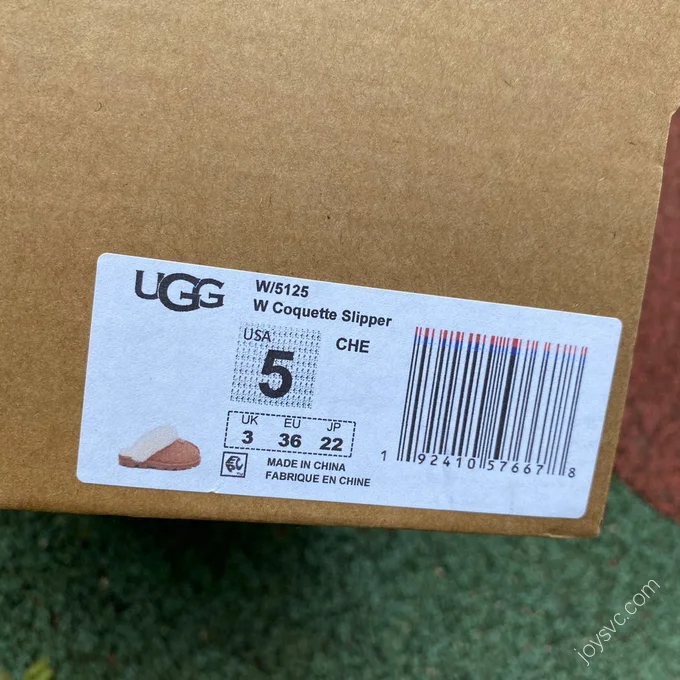 UGG
W/5125
W Coquette Slipper
USA
5
CHE
UK EU JP
3 36 22
MADE IN CHINA
FABRIQUE EN CHINE
1 92410 57667 8
joysvc.com